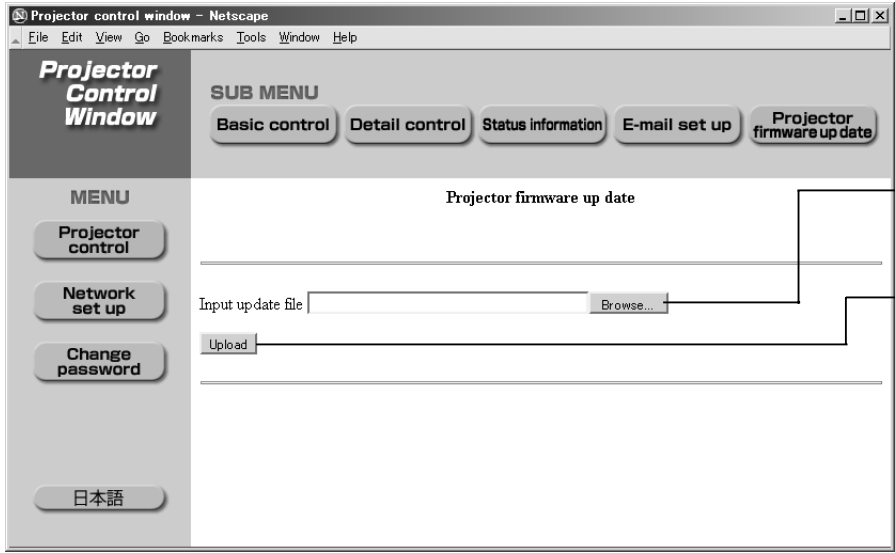 Projector control window - Netscape
File Edit View Go Bookmarks Tools Window Help
Projector
Control
Window
SUB MENU
Basic control Detail control Status information E-mail set up Projector firmware up date
MENU
Projector
control
Network
set up
Change
password
日本語
Projector firmware up date
Input update file Browse...
Upload